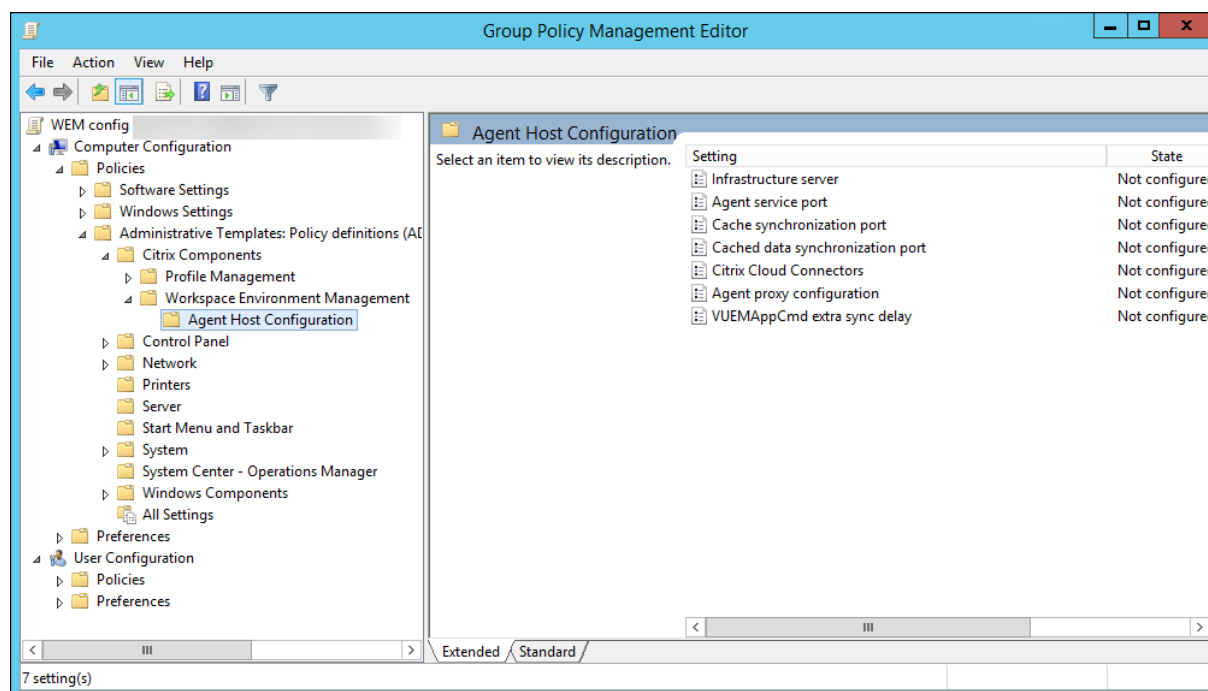 Group Policy Management Editor
File Action View Help
WEM config
Computer Configuration
Policies
Software Settings
Windows Settings
Administrative Templates: Policy definitions (AD
Citrix Components
Profile Management
Workspace Environment Management
Agent Host Configuration
Control Panel
Network
Printers
Server
Start Menu and Taskbar
System
System Center - Operations Manager
Windows Components
All Settings
Preferences
User Configuration
Policies
Preferences
Agent Host Configuration
Select an item to view its description.
Setting State
Infrastructure server Not configure
Agent service port Not configure
Cache synchronization port Not configure
Cached data synchronization port Not configure
Citrix Cloud Connectors Not configure
Agent proxy configuration Not configure
VUEMAppCmd extra sync delay Not configure
Extended Standard
7 setting(s)